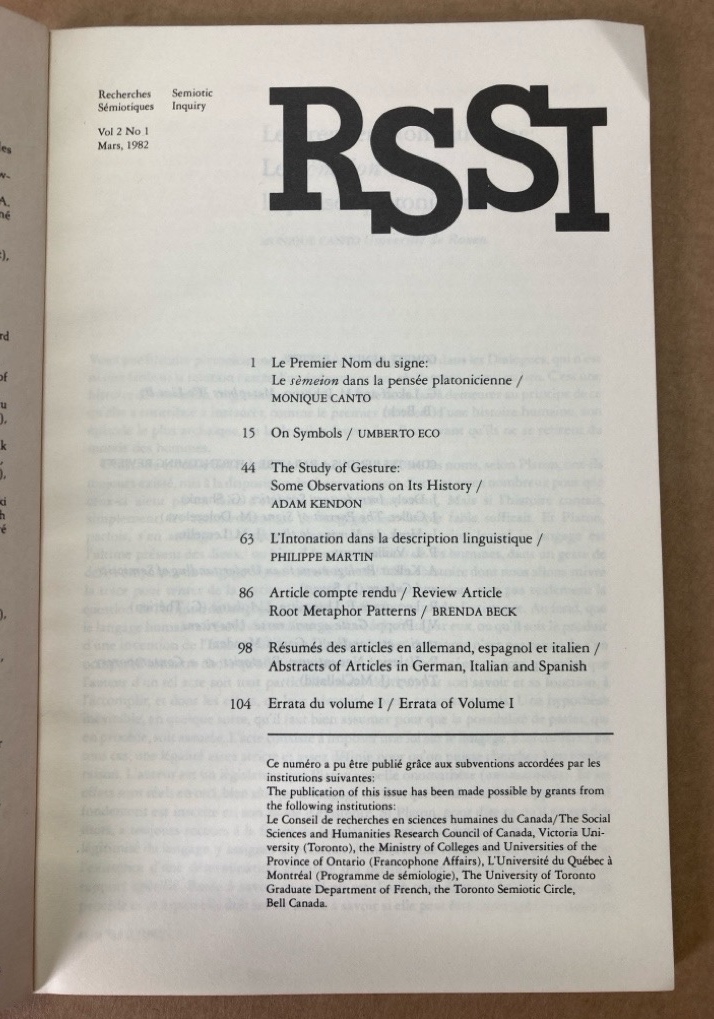 Recherches Semiotic
Sémiotiques Inquiry
Vol 2 No 1
Mars, 1982
RSSI
1 Le Premier Nom du signe:
Le sèmeion dans la pensée platonicienne /
MONIQUE CANTO
15 On Symbols / UMBERTO ECO
44 The Study of Gesture:
Some Observations on Its History /
ADAM KENDON
63 L'Intonation dans la description linguistique /
PHILIPPE MARTIN
86 Article compte rendu / Review Article
Root Metaphor Patterns / BRENDA BECK
98 Résumés des articles en allemand, espagnol et italien /
Abstracts of Articles in German, Italian and Spanish
104 Errata du volume I / Errata of Volume I
Ce numéro a pu être publié grâce aux subventions accordées par les
institutions suivantes:
The publication of this issue has been made possible by grants from
the following institutions:
Le Conseil de recherches en sciences humaines du Canada/The Social
Sciences and Humanities Research Council of Canada, Victoria Uni-
versity (Toronto), the Ministry of Colleges and Universities of the
Province of Ontario (Francophone Affairs), L'Université du Québec à
Montréal (Programme de sémiologie), The University of Toronto
Graduate Department of French, the Toronto Semiotic Circle,
Bell Canada.